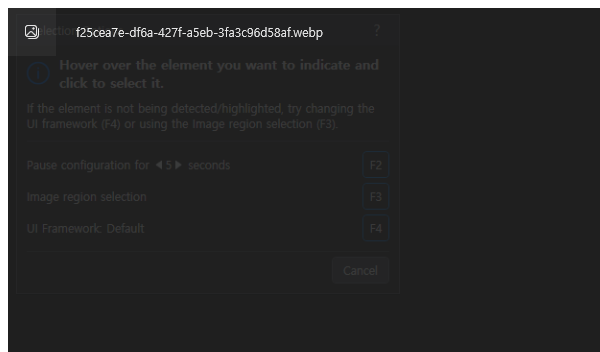 Selection
?
f25cea7e-df6a-427f-a5eb-3fa3c96d58af.webp
Hover over the element you want to indicate and
click to select it.
If the element is not being detected/highlighted, try changing the
UI framework (F4) or using the image region selection (F3).
Pause configuration for ◀5▶ seconds
F2
Image region selection
F3
UI Framework: Default
F4
Cancel